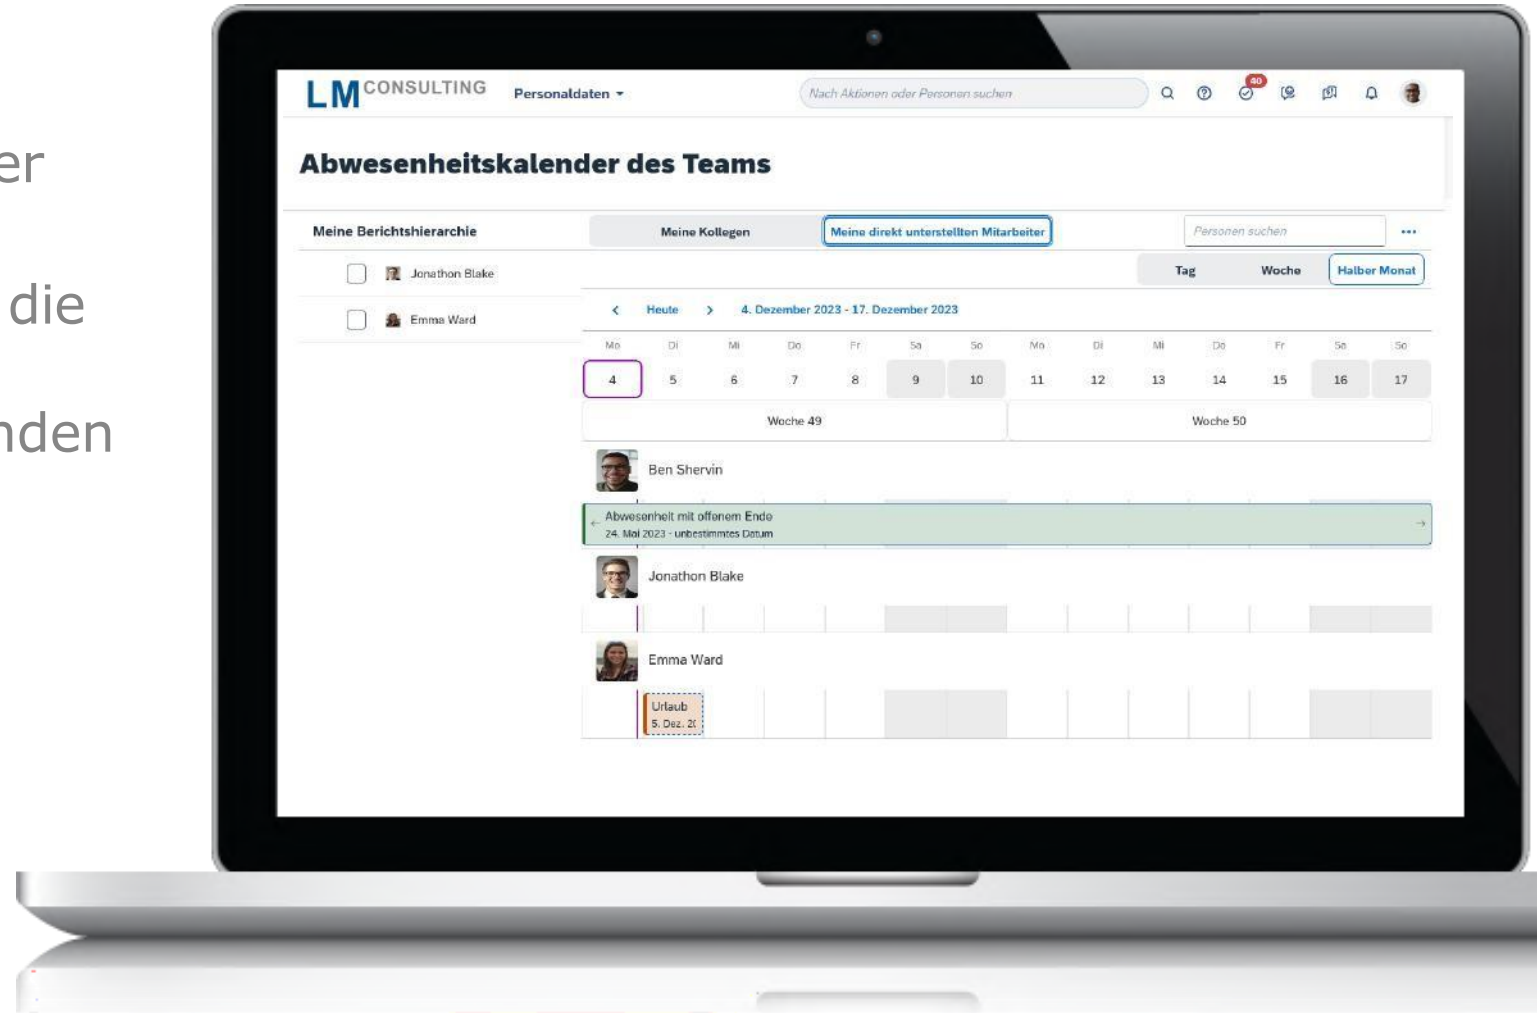 er
die
nden
LM CONSULTING Personaldaten Nach Aktionen oder Personen suchen 40
Abwesenheitskalender des Teams
Meine Berichtshierarchie Meine Kollegen Meine direkt unterstellten Mitarbeiter Personen suchen
Jonathon Blake Tag Woche Halber Monat
Emma Ward Heute 4. Dezember 2023 - 17. Dezember 2023
Mo Di Mi Do Fr Sa So Mo Di Mi Do Fr Sa So
4 5 6 7 8 9 10 11 12 13 14 15 16 17
Woche 49 Woche 50
Ben Shervin
Abwesenheit mit offenem Ende
24. Mai 2023 - unbestimmtes Datum
Jonathon Blake
Emma Ward
Urlaub
5. Dez. 20